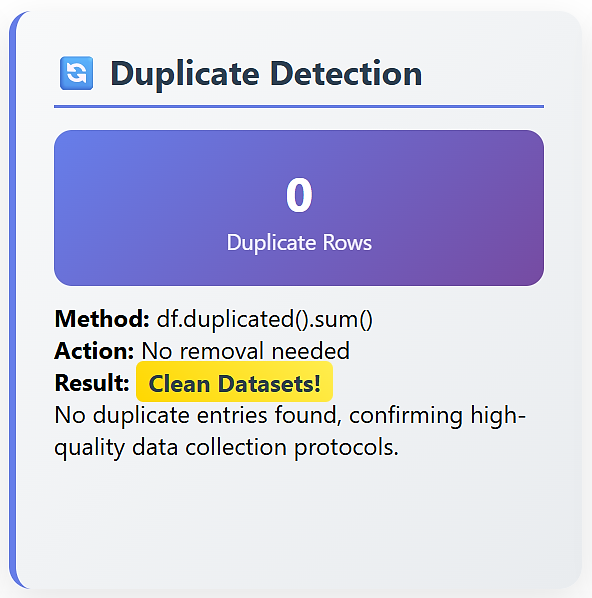 Duplicate Detection
0
Duplicate Rows
Method: df.duplicated().sum()
Action: No removal needed
Result: Clean Datasets!
No duplicate entries found, confirming high-
quality data collection protocols.